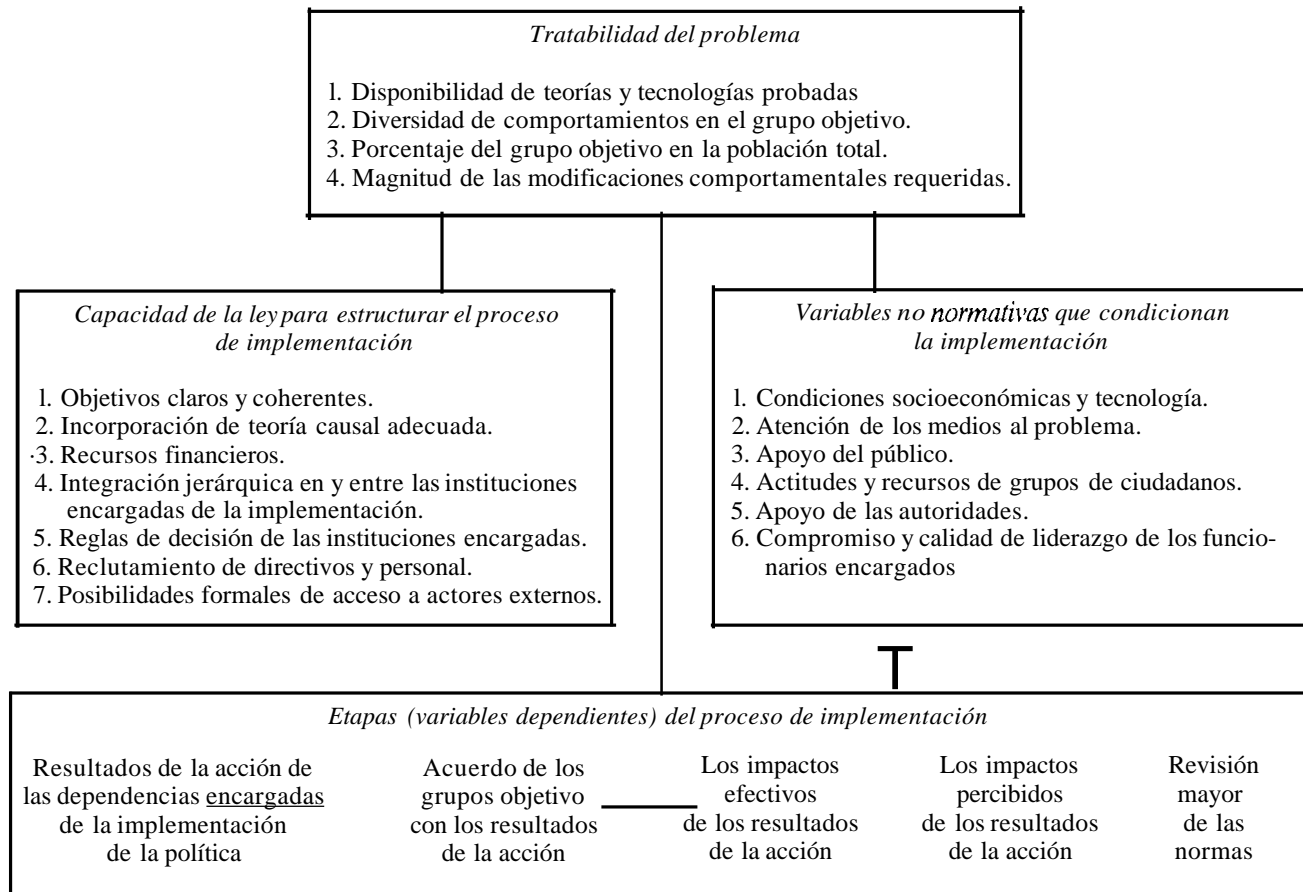 Tratabilidad del problema
1. Disponibilidad de teorías y tecnologías probadas
2. Diversidad de comportamientos en el grupo objetivo.
3. Porcentaje del grupo objetivo en la población total.
4. Magnitud de las modificaciones comportamentales requeridas.
Capacidad de la ley para estructurar el proceso
de implementación
1. Objetivos claros y coherentes.
2. Incorporación de teoría causal adecuada.
·3. Recursos financieros.
4. Integración jerárquica en y entre las instituciones
encargadas de la implementación.
5. Reglas de decisión de las instituciones encargadas.
6. Reclutamiento de directivos y personal.
7. Posibilidades formales de acceso a actores externos.
Variables no normativas que condicionan
la implementación
1. Condiciones socioeconómicas y tecnología.
2. Atención de los medios al problema.
3. Apoyo del público.
4. Actitudes y recursos de grupos de ciudadanos.
5. Apoyo de las autoridades.
6. Compromiso y calidad de liderazgo de los funcio-
narios encargados
Etapas (variables dependientes) del proceso de implementación
Resultados de la acción de
las dependencias encargadas
de la implementación
de la política
Acuerdo de los
grupos objetivo
con los resultados
de la acción
Los impactos
efectivos
de los resultados
de la acción
Los impactos
percibidos
de los resultados
de la acción
Revisión
mayor
de las
normas